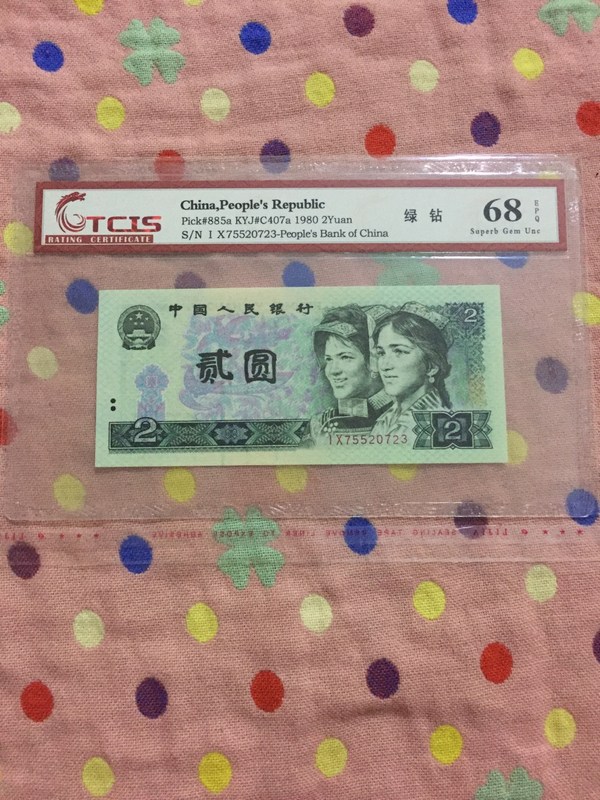 TCIS
RATING CERTIFICATE
China,People's Republic
Pick#885a KYJ#C407a 1980 2Yuan
S/N I X75520723-People's Bank of China
绿 钻
68 EPQ
Soperb Gem Unc
中国人民银行
贰圆
2
2
2
IX75520723